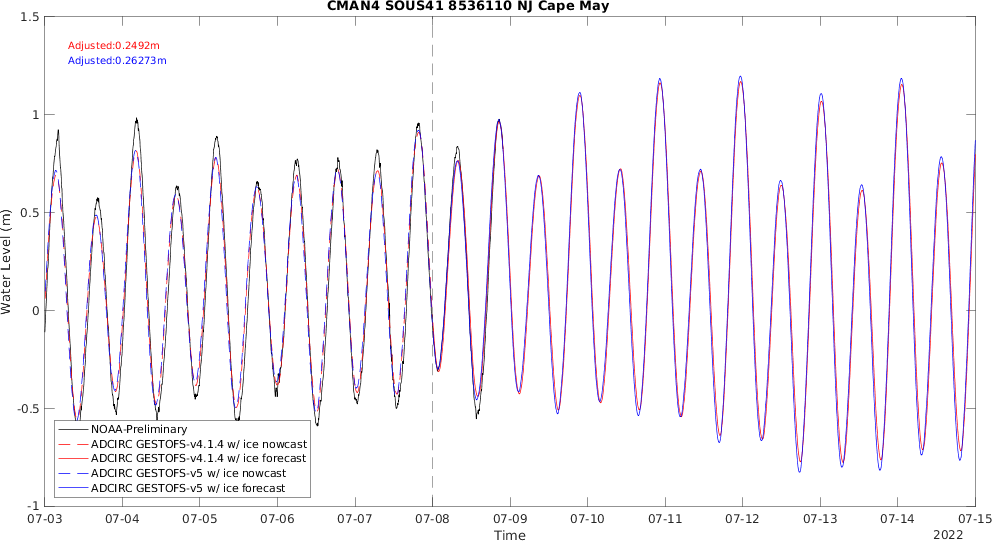 CMAN4 SOUS41 8536110 NJ Cape May
1.5
Adjusted:0.2492m
Adjusted:0.26273m
1
0.5
Water Level (m)
0
-0.5
NOAA-Preliminary
ADCIRC GESTOFS-v4.1.4 w/ ice nowcast
ADCIRC GESTOFS-v4.1.4 w/ ice forecast
ADCIRC GESTOFS-v5 w/ ice nowcast
ADCIRC GESTOFS-v5 w/ ice forecast
-1
07-03 07-04 07-05 07-06 07-07 07-08 07-09 07-10 07-11 07-12 07-13 07-14 07-15
Time
2022